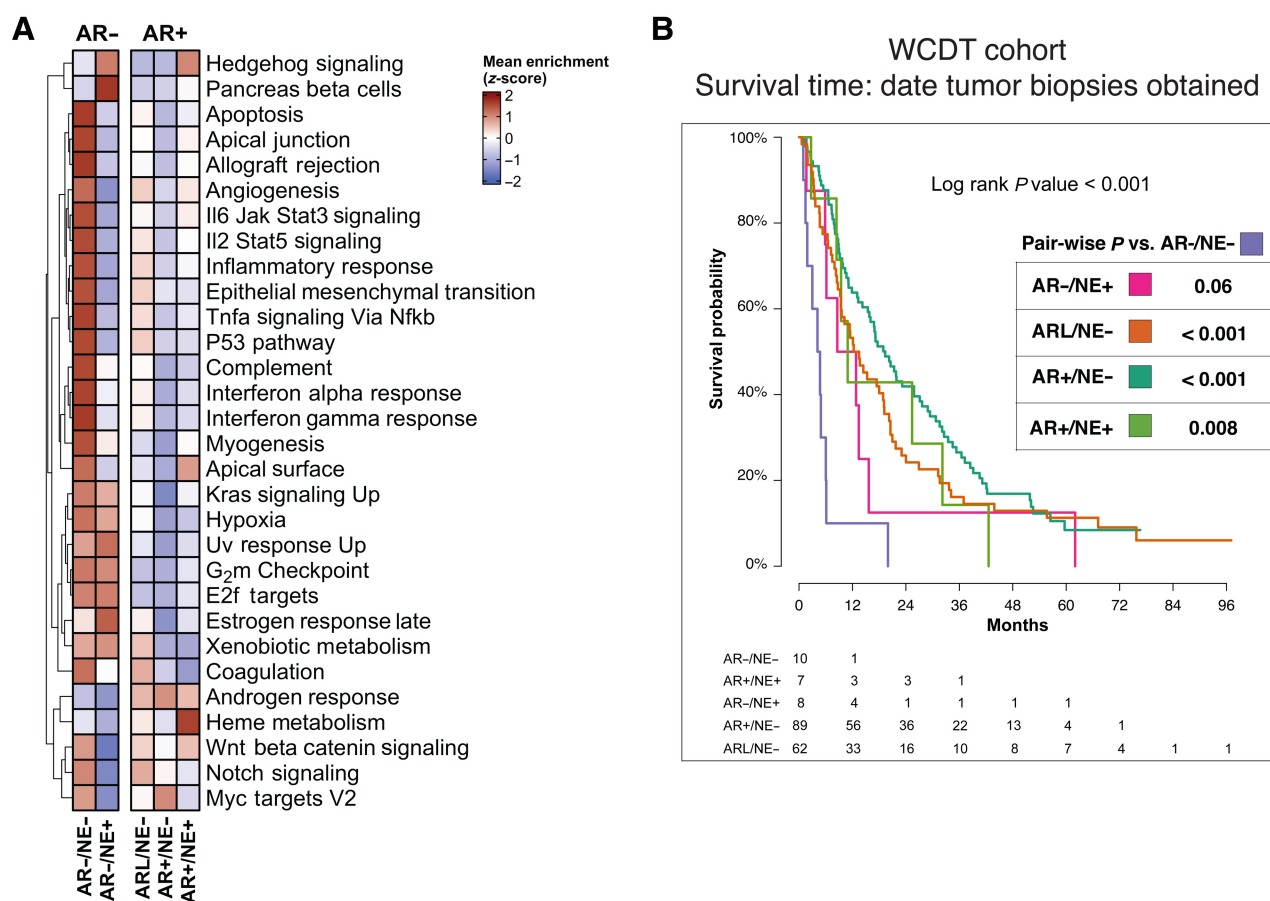 A
AR− AR+
Hedgehog signaling
Pancreas beta cells
Apoptosis
Apical junction
Allograft rejection
Angiogenesis
Il6 Jak Stat3 signaling
Il2 Stat5 signaling
Inflammatory response
Epithelial mesenchymal transition
Tnfa signaling Via Nfkb
P53 pathway
Complement
Interferon alpha response
Interferon gamma response
Myogenesis
Apical surface
Kras signaling Up
Hypoxia
Uv response Up
G2m Checkpoint
E2f targets
Estrogen response late
Xenobiotic metabolism
Coagulation
Androgen response
Heme metabolism
Wnt beta catenin signaling
Notch signaling
Myc targets V2
AR−/NE−
AR−/NE+
ARL/NE−
AR+/NE−
AR+/NE+
Mean enrichment
(z-score)
2
1
0
−1
−2
B
WCDT cohort
Survival time: date tumor biopsies obtained
Log rank P value < 0.001
Pair-wise P vs. AR-/NE−
AR−/NE+ 0.06
ARL/NE− < 0.001
AR+/NE− < 0.001
AR+/NE+ 0.008
Survival probability
100%
80%
60%
40%
20%
0%
0 12 24 36 48 60 72 84 96
Months
AR−/NE− 10 1
AR+/NE+ 7 3 3 1
AR−/NE+ 8 4 1 1 1 1
AR+/NE− 89 56 36 22 13 4 1
ARL/NE− 62 33 16 10 8 7 4 1 1